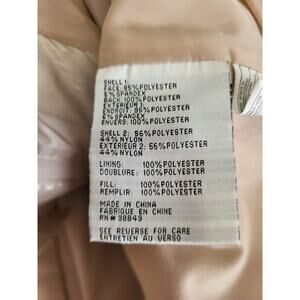 SHELL 1:
FACE: 95%POLYESTER
5%SPANDEX
BACK: 100%POLYESTER
EXTERIEUR 1:
ENDROIT: 95%POLYESTER
5%SPANDEX
ENVERS: 100%POLYESTER
SHELL 2: 56%POLYESTER
44%NYLON
EXTERIEUR 2: 56%POLYESTER
44%NYLON
LINING: 100%POLYESTER
DOUBLURE: 100%POLYESTER
FILL: 100%POLYESTER
REMPLIR: 100%POLYESTER
MADE IN CHINA
FABRIQUE EN CHINE
RN# 98849
SEE REVERSE FOR CARE
ENTRETIEN AU VERSO